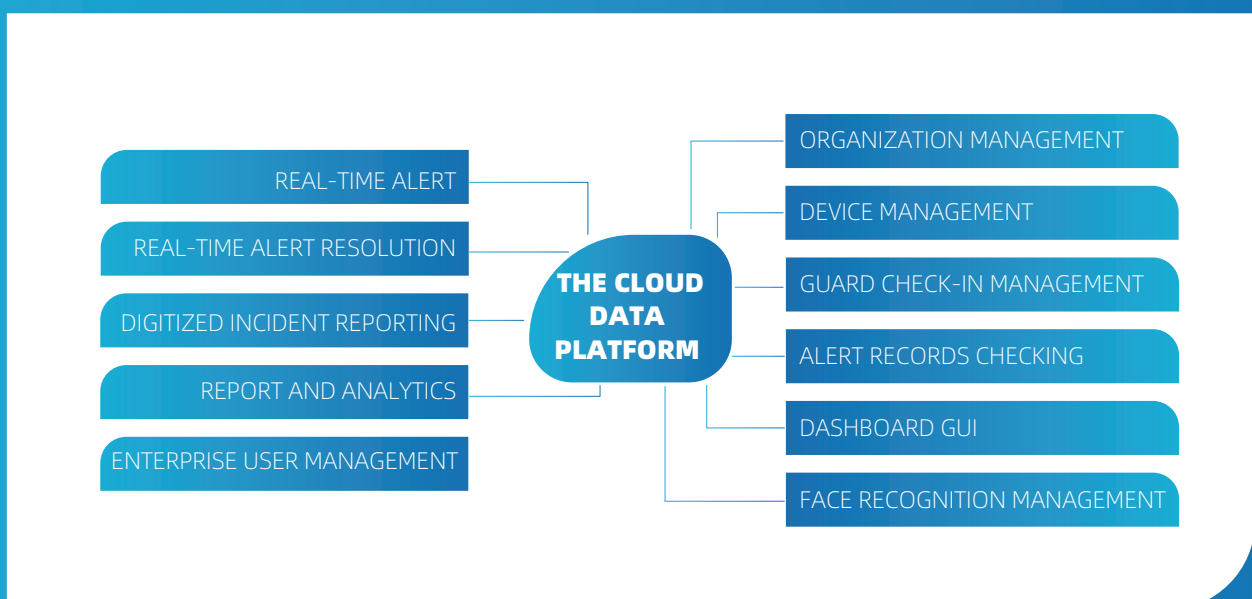 REAL-TIME ALERT
REAL-TIME ALERT RESOLUTION
DIGITIZED INCIDENT REPORTING
REPORT AND ANALYTICS
ENTERPRISE USER MANAGEMENT
THE CLOUD
DATA
PLATFORM
ORGANIZATION MANAGEMENT
DEVICE MANAGEMENT
GUARD CHECK-IN MANAGEMENT
ALERT RECORDS CHECKING
DASHBOARD GUI
FACE RECOGNITION MANAGEMENT